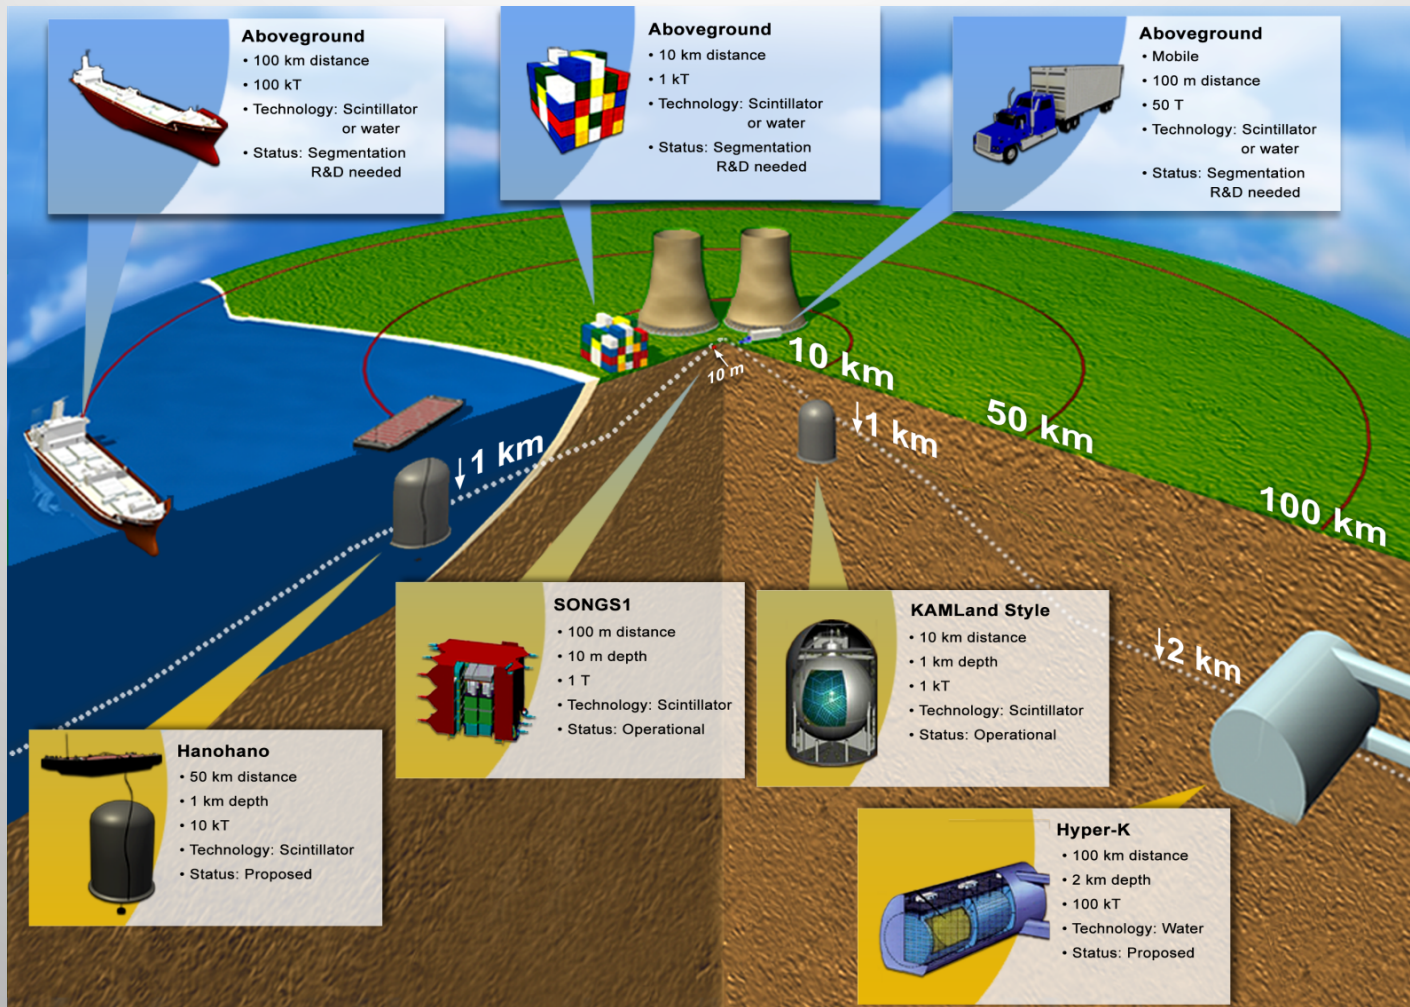 Aboveground
• 100 km distance
• 100 kT
• Technology: Scintillator
or water
• Status: Segmentation
R&D needed
Aboveground
• 10 km distance
• 1 kT
• Technology: Scintillator
or water
• Status: Segmentation
R&D needed
Aboveground
• Mobile
• 100 m distance
• 50 T
• Technology: Scintillator
or water
• Status: Segmentation
R&D needed
10 m
10 km
50 km
100 km
↓1 km
↓1 km
↓2 km
SONGS1
• 100 m distance
• 10 m depth
• 1 T
• Technology: Scintillator
• Status: Operational
KAMLand Style
• 10 km distance
• 1 km depth
• 1 kT
• Technology: Scintillator
• Status: Operational
Hanohano
• 50 km distance
• 1 km depth
• 10 kT
• Technology: Scintillator
• Status: Proposed
Hyper-K
• 100 km distance
• 2 km depth
• 100 kT
• Technology: Water
• Status: Proposed